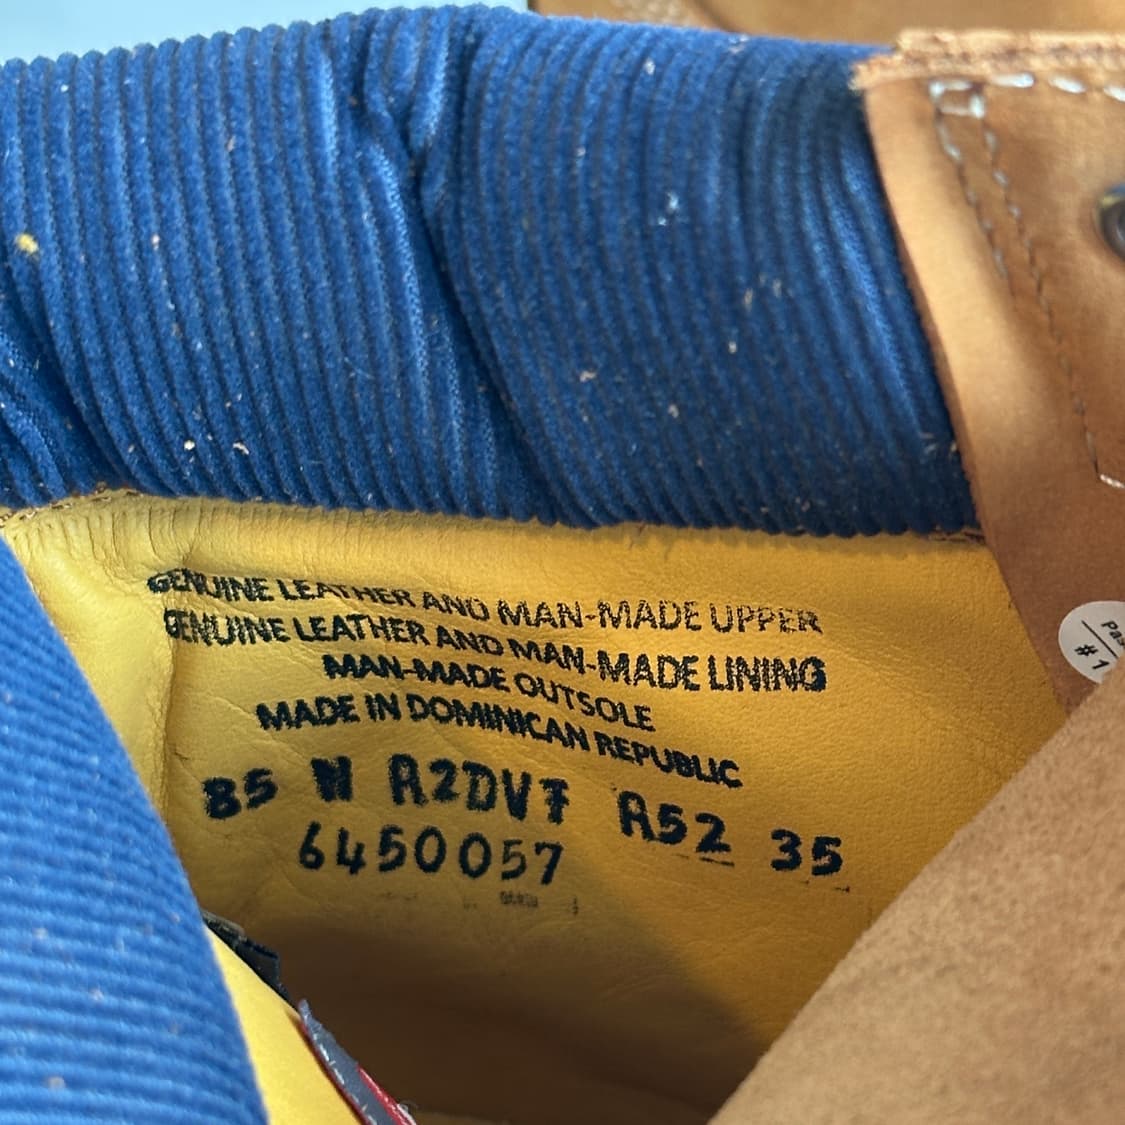 GENUINE LEATHER AND MAN-MADE UPPER
GENUINE LEATHER AND MAN-MADE LINING
MAN-MADE OUTSOLE
MADE IN DOMINICAN REPUBLIC
85 W A2DV7 A52 35
6450057
#1